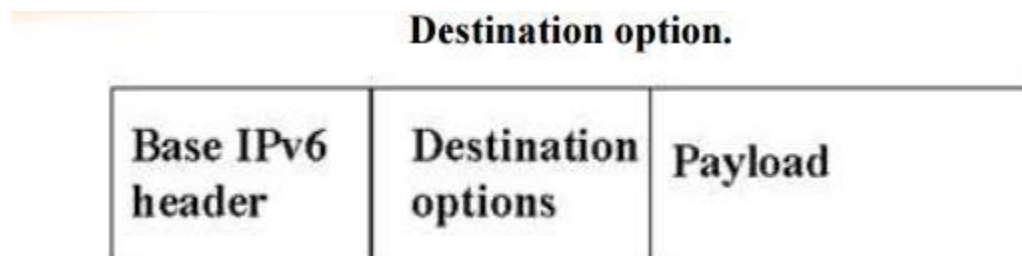 Destination option.
Base IPv6
header
Destination
options
Payload